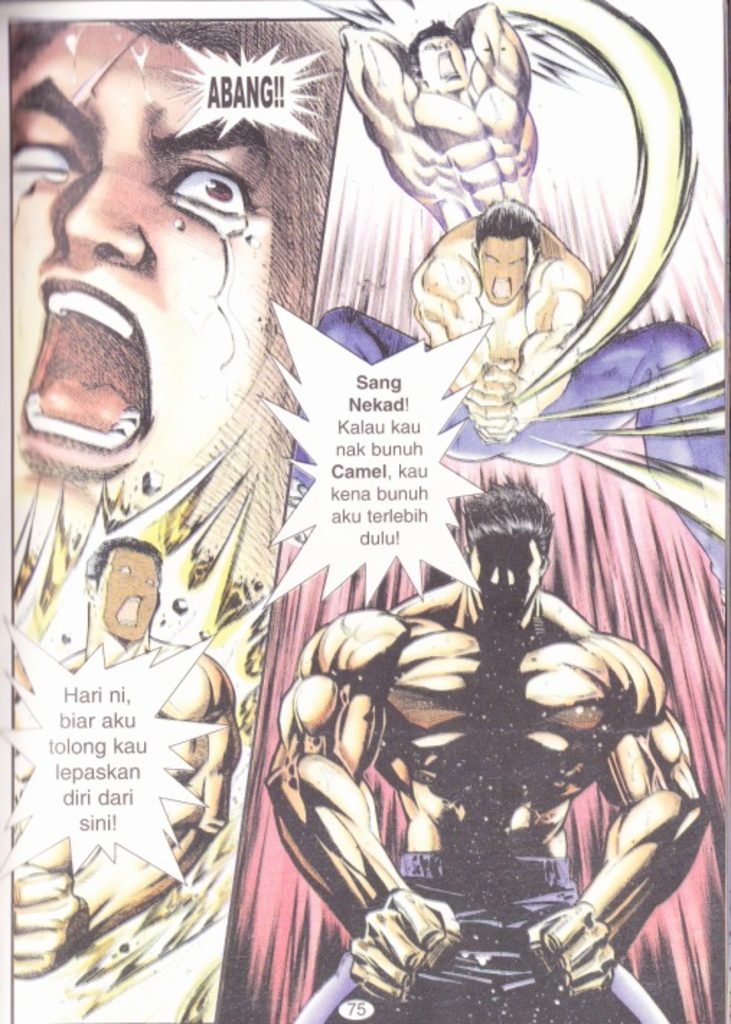 ABANG!!
Sang
Nekad!
Kalau kau
nak bunuh
Camel, kau
kena bunuh
aku terlebih
dulu!
Hari ni,
biar aku
tolong kau
lepaskan
diri dari
sini!
75